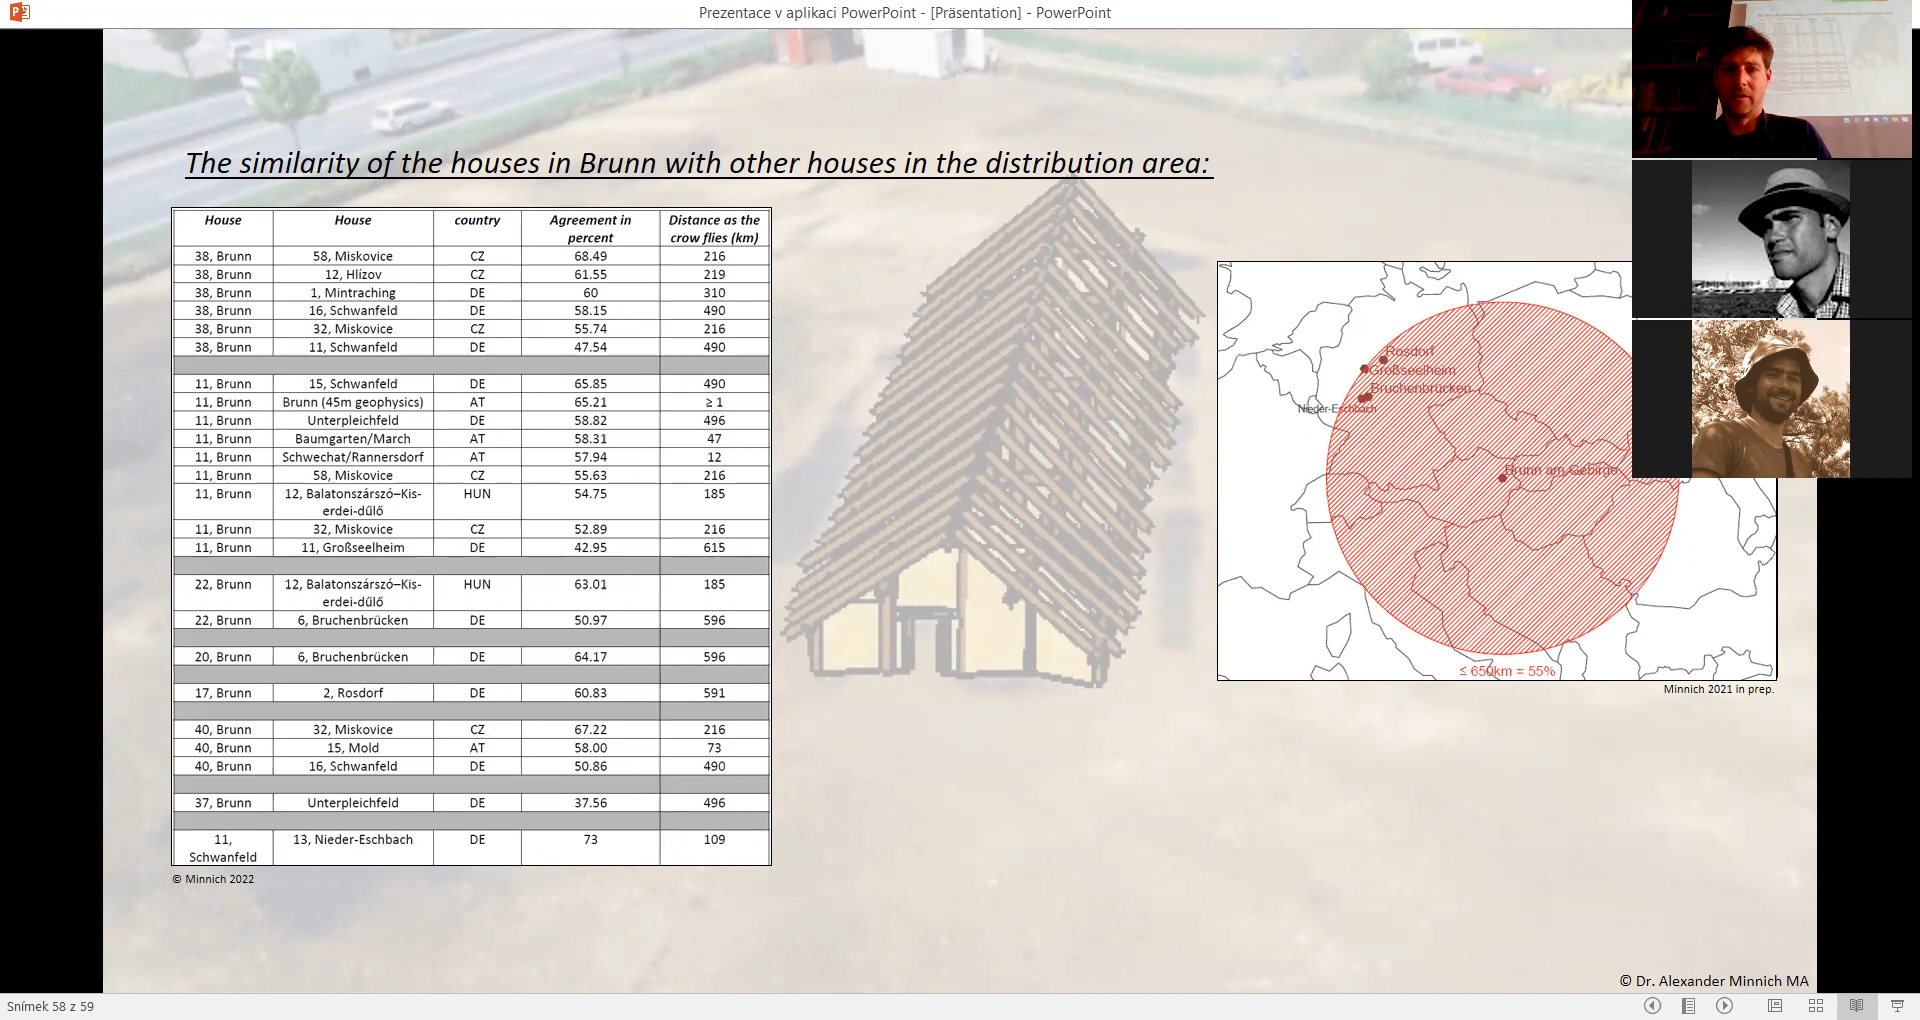 Prezentace v aplikaci PowerPoint - [Präsentation] - PowerPoint
The similarity of the houses in Brunn with other houses in the distribution area:
House House country Agreement in percent Distance as the crow flies (km)
38, Brunn 58, Miskovice CZ 68.49 216
38, Brunn 12, Hlízov CZ 61.55 219
38, Brunn 1, Mintraching DE 60 310
38, Brunn 16, Schwanfeld DE 58.15 490
38, Brunn 32, Miskovice CZ 55.74 216
38, Brunn 11, Schwanfeld DE 47.54 490
11, Brunn 15, Schwanfeld DE 65.85 490
11, Brunn Brunn (45m geophysics) AT 65.21 ≥ 1
11, Brunn Unterpleichfeld DE 58.82 496
11, Brunn Baumgarten/March AT 58.31 47
11, Brunn Schwechat/Rannersdorf AT 57.94 12
11, Brunn 58, Miskovice CZ 55.63 216
11, Brunn 12, Balatonszárszó–Kis-erdei-dűlő HUN 54.75 185
11, Brunn 32, Miskovice CZ 52.89 216
11, Brunn 11, Großseelheim DE 42.95 615
22, Brunn 12, Balatonszárszó–Kis-erdei-dűlő HUN 63.01 185
22, Brunn 6, Bruchenbrücken DE 50.97 596
20, Brunn 6, Bruchenbrücken DE 64.17 596
17, Brunn 2, Rosdorf DE 60.83 591
40, Brunn 32, Miskovice CZ 67.22 216
40, Brunn 15, Mold AT 58.00 73
40, Brunn 16, Schwanfeld DE 50.86 490
37, Brunn Unterpleichfeld DE 37.56 496
11, Schwanfeld 13, Nieder-Eschbach DE 73 109
© Minnich 2022
Rosdorf
Großseelheim
Bruchenbrücken
Nieder-Eschbach
Brunn am Gebirge
≤ 650km = 55%
Minnich 2021 in prep.
© Dr. Alexander Minnich MA
Snímek 58 z 59